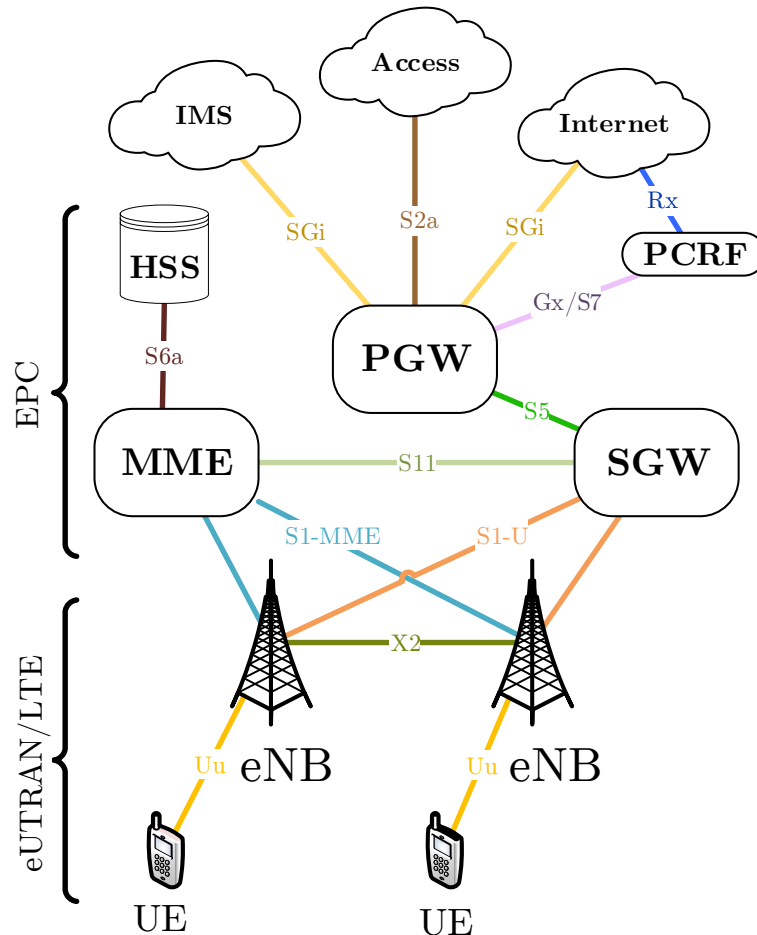 Access
IMS
Internet
Rx
S2a
SGi
SGi
HSS
PCRF
Gx/S7
S6a
PGW
EPC
S5
MME
S11
SGW
S1-MME
S1-U
X2
eUTRAN/LTE
Uu
eNB
Uu
eNB
UE
UE